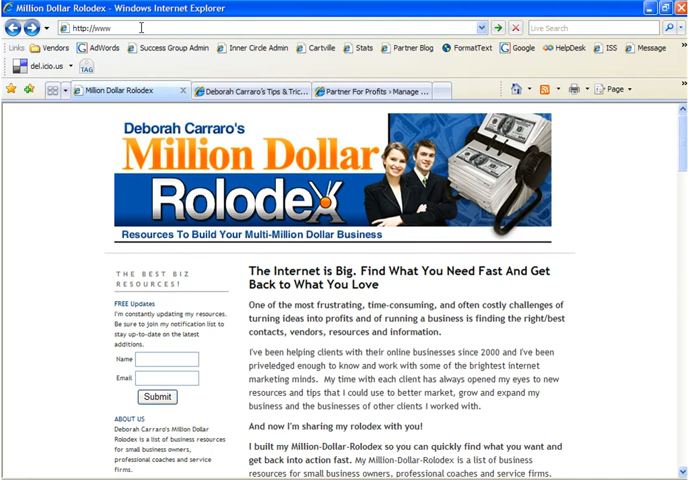 Million Dollar Rolodex - Windows Internet Explorer
http://www
Live Search
Links Vendors AdWords Success Group Admin Inner Circle Admin Cartville Stats Partner Blog FormatText Google HelpDesk ISS Message
del.icio.us TAG
Million Dollar Rolodex Deborah Carraro's Tips & Tric... Partner For Profits › Manage ... Page
Deborah Carraro's
Million Dollar
Rolodex
Resources To Build Your Multi-Million Dollar Business
THE BEST BIZ
RESOURCES!
FREE Updates
I'm constantly updating my resources.
Be sure to join my notification list to
stay up-to-date on the latest
additions.
Name
Email
Submit
ABOUT US
Deborah Carraro's Million Dollar
Rolodex is a list of business resources
for small business owners,
professional coaches and service
firms.
The Internet is Big. Find What You Need Fast And Get
Back to What You Love
One of the most frustrating, time-consuming, and often costly challenges of
turning ideas into profits and of running a business is finding the right/best
contacts, vendors, resources and information.
I've been helping clients with their online businesses since 2000 and I've been
priveledged enough to know and work with some of the brightest internet
marketing minds. My time with each client has always opened my eyes to new
resources and tips that I could use to better market, grow and expand my
business and the businesses of other clients I worked with.
And now I'm sharing my rolodex with you!
I built my Million-Dollar-Rolodex so you can quickly find what you want and
get back into action fast. My Million-Dollar-Rolodex is a list of business
resources for small business owners, professional coaches and service firms.